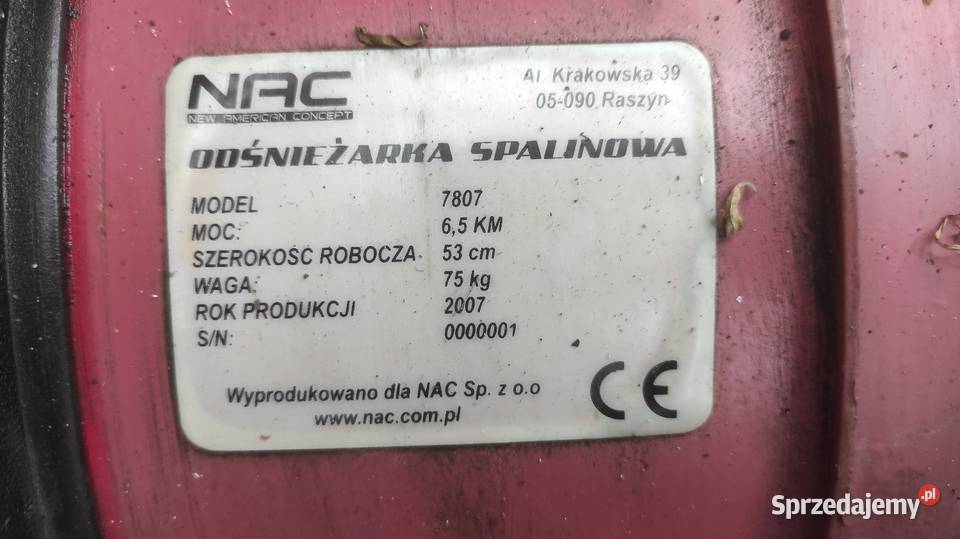 NAC
NEW AMERICAN CONCEPT
Al. Krakowska 39
05-090 Raszyn
ODŚNIEŻARKA SPALINOWA
MODEL 7807
MOC: 6,5 KM
SZEROKOŚĆ ROBOCZA 53 cm
WAGA: 75 kg
ROK PRODUKCJI 2007
S/N: 0000001
Wyprodukowano dla NAC Sp. z o.o
www.nac.com.pl
CE
Sprzedajemy.pl